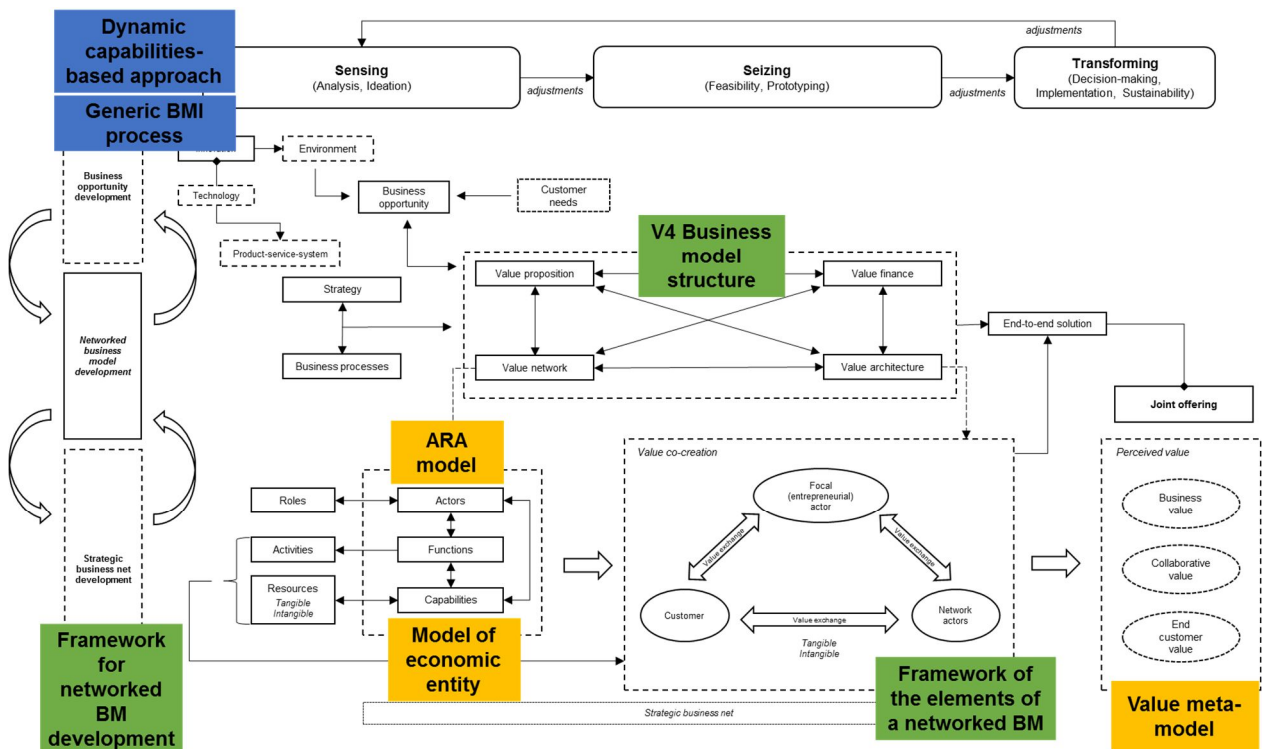 Dynamic
capabilities-
based approach
Generic BMI
process
adjustments
Sensing
(Analysis, Ideation)
adjustments
Seizing
(Feasibility, Prototyping)
adjustments
Transforming
(Decision-making,
Implementation, Sustainability)
Business
opportunity
development
Environment
Technology
Product-service-system
Business
opportunity
Customer
needs
V4 Business
model
structure
Value proposition
Value finance
Value network
Value architecture
Strategy
Business processes
End-to-end solution
Joint offering
Networked
business
model
development
Strategic
business net
development
Framework
for
networked
BM
development
ARA
model
Roles
Actors
Activities
Functions
Resources
Tangible
Intangible
Capabilities
Model of
economic
entity
Value co-creation
Focal
(entrepreneurial)
actor
Value exchange
Value exchange
Customer
Value exchange
Network
actors
Tangible
Intangible
Framework of
the elements of
a networked BM
Strategic business net
Perceived value
Business
value
Collaborative
value
End
customer
value
Value meta-
model